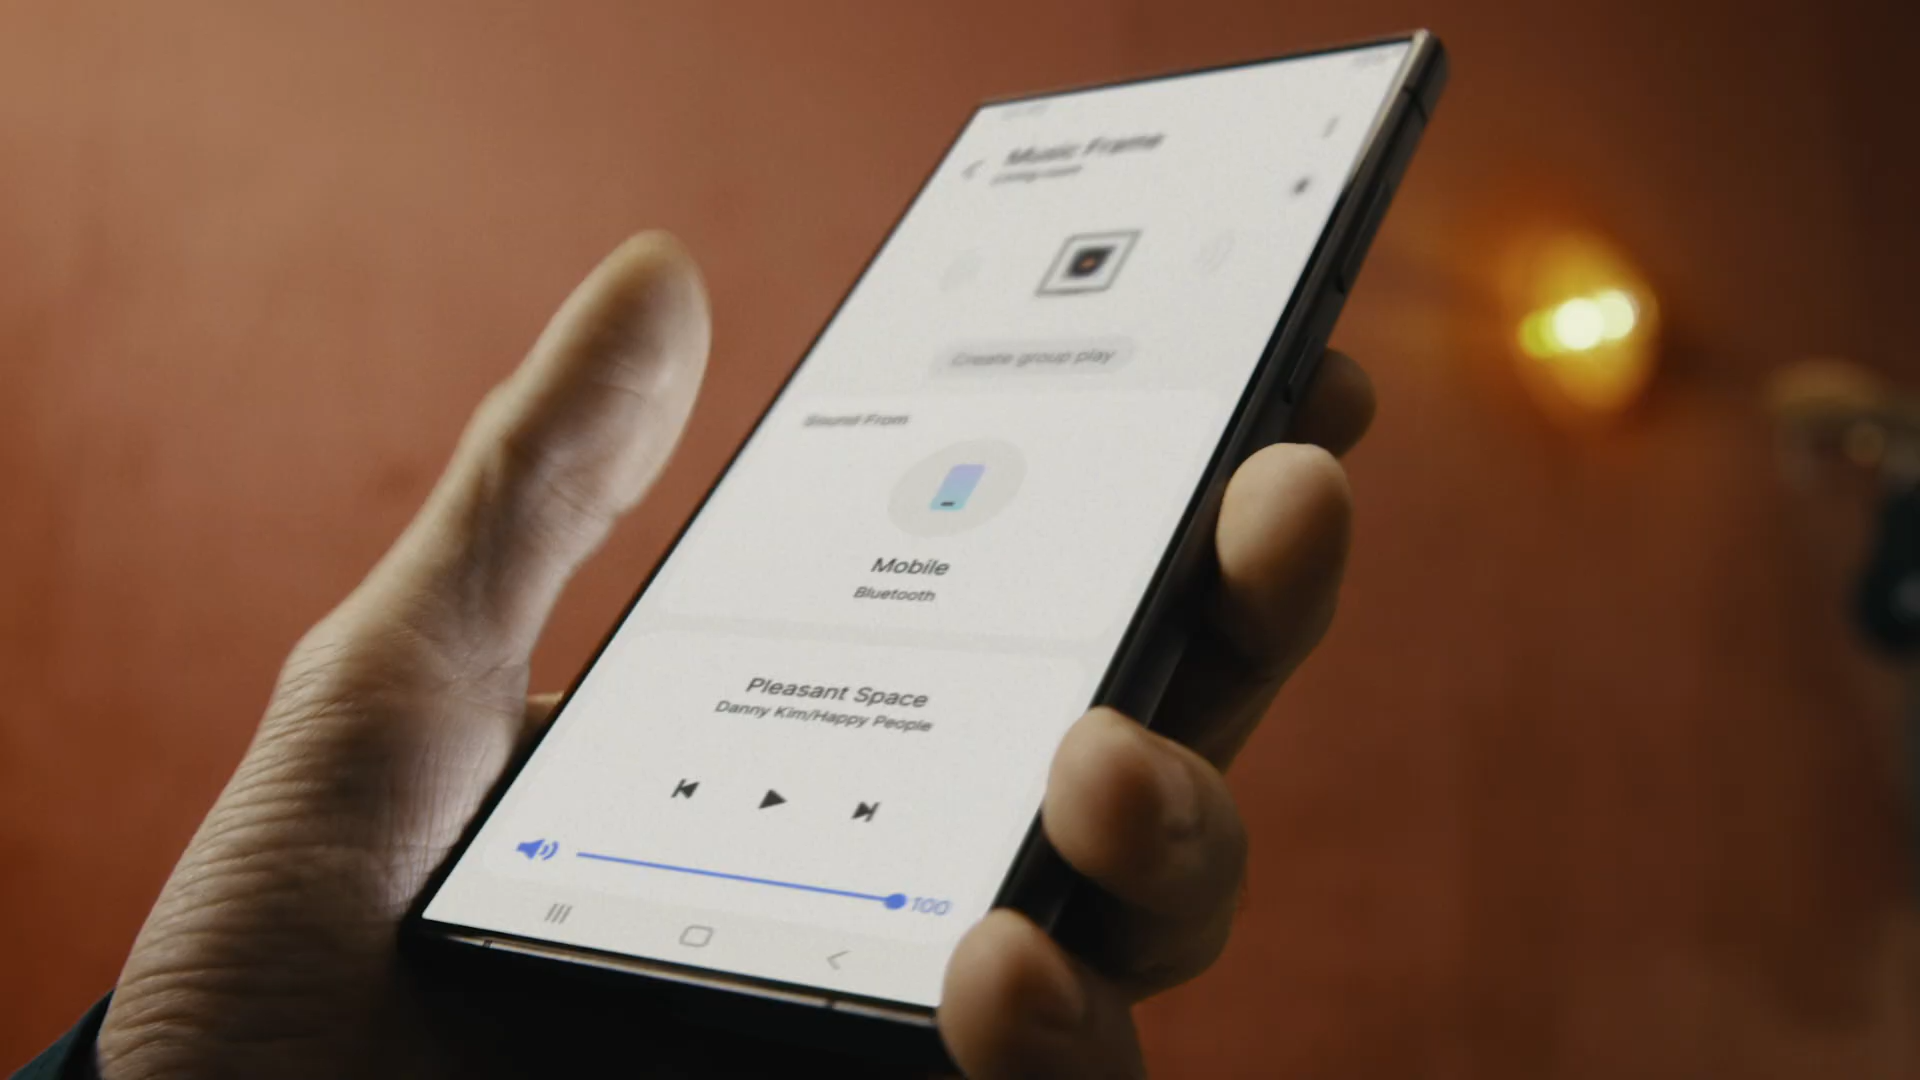 Music Frame
Create group play
Sound From
Mobile
Bluetooth
Pleasant Space
Danny Kim/Happy People
100